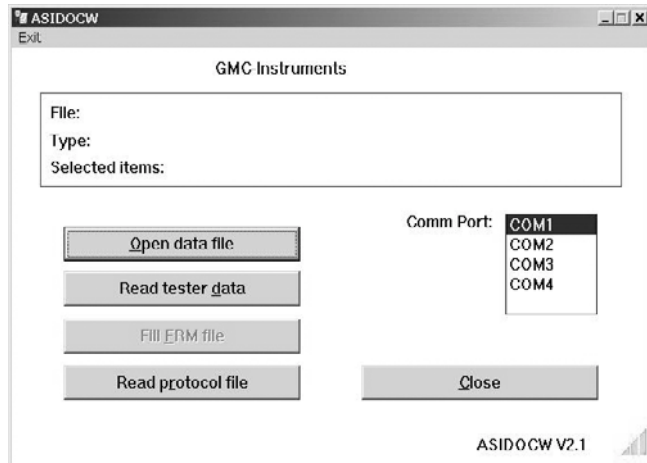 ASIDOCW
Exit
GMC-Instruments
File:
Type:
Selected items:
Comm Port:
COM1
COM2
COM3
COM4
Open data file
Read tester data
Fill FRM file
Read protocol file
Close
ASIDOCW V2.1